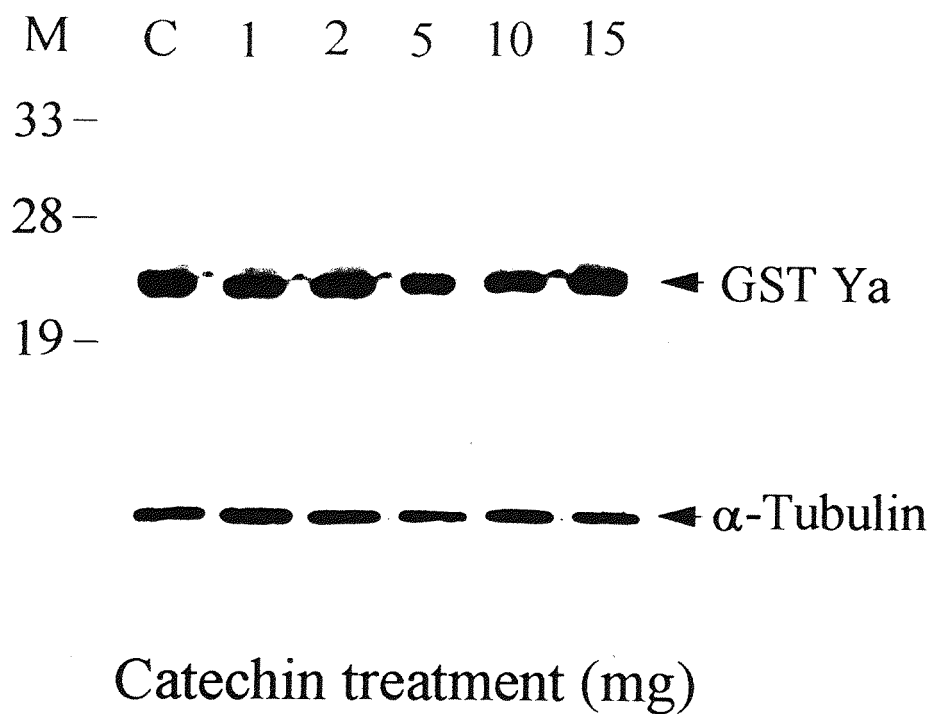 M C 1 2 5 10 15
33 –
28 –
GST Ya
19 –
α-Tubulin
Catechin treatment (mg)